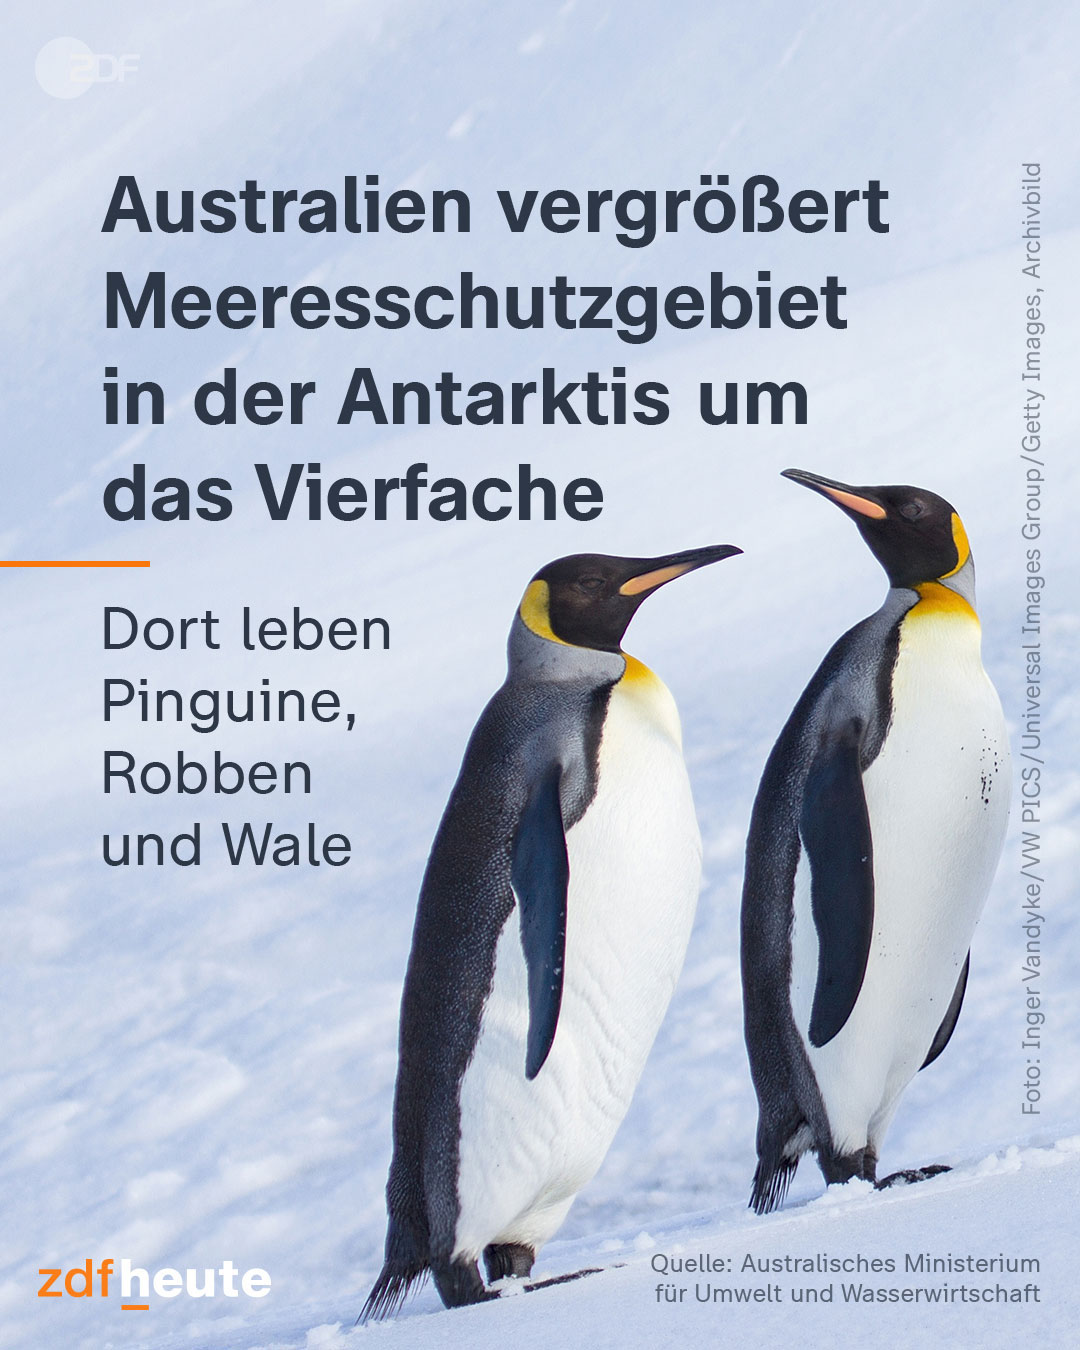 ZDF
Australien vergrößert
Meeresschutzgebiet
in der Antarktis um
das Vierfache
Dort leben
Pinguine,
Robben
und Wale
Foto: Inger Vandyke/VW PICS/Universal Images Group/Getty Images, Archivbild
zdfheute
Quelle: Australisches Ministerium
für Umwelt und Wasserwirtschaft